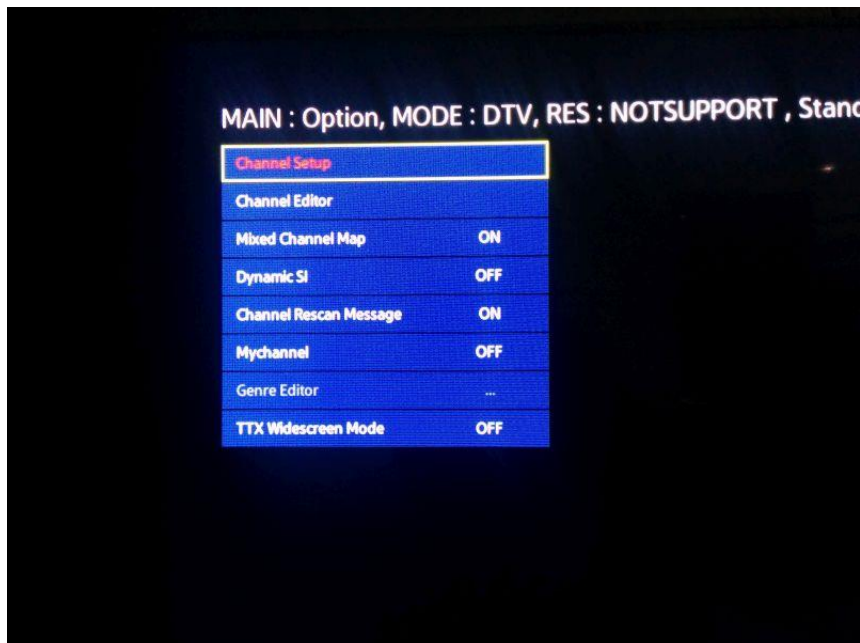 MAIN : Option, MODE : DTV, RES : NOTSUPPORT , Stand
Channel Setup
Channel Editor
Mixed Channel Map ON
Dynamic SI OFF
Channel Rescan Message ON
Mychannel OFF
Genre Editor ...
TTX Widescreen Mode OFF